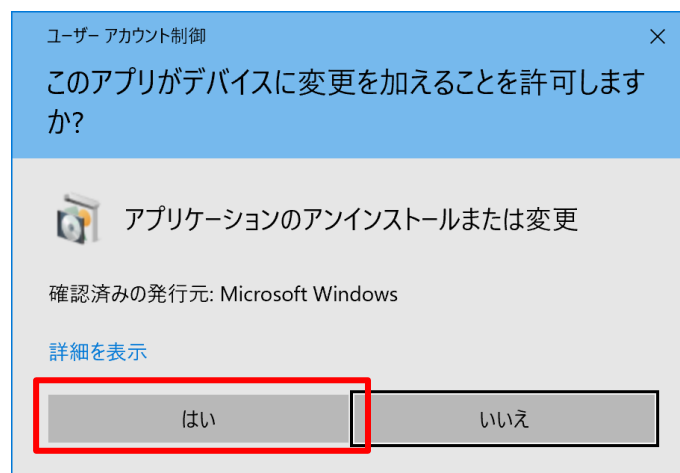 ユーザー アカウント制御
このアプリがデバイスに変更を加えることを許可します
か?
アプリケーションのアンインストールまたは変更
確認済みの発行元: Microsoft Windows
詳細を表示
はい
いいえ